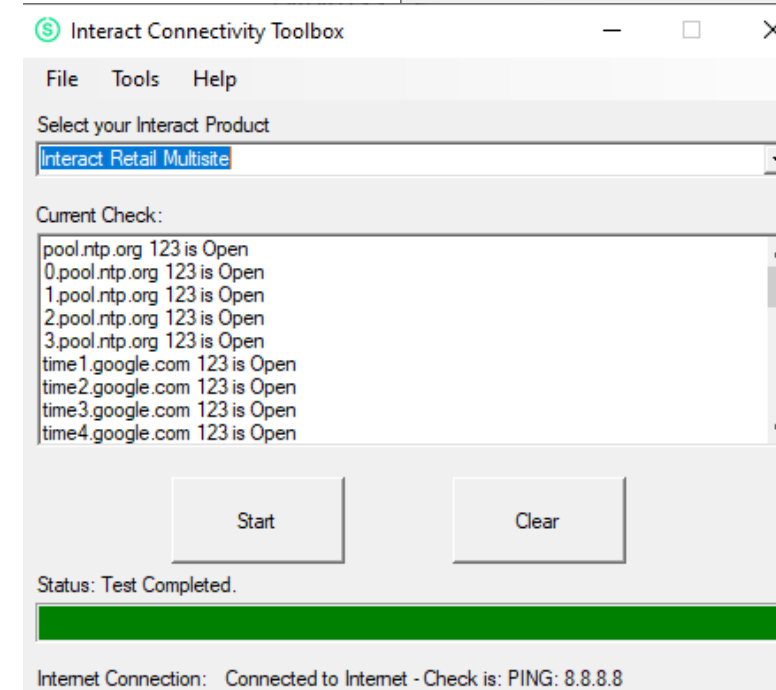 Interact Connectivity Toolbox
File Tools Help
Select your Interact Product
Interact Retail Multisite
Current Check:
pool.ntp.org 123 is Open
0.pool.ntp.org 123 is Open
1.pool.ntp.org 123 is Open
2.pool.ntp.org 123 is Open
3.pool.ntp.org 123 is Open
time1.google.com 123 is Open
time2.google.com 123 is Open
time3.google.com 123 is Open
time4.google.com 123 is Open
Start Clear
Status: Test Completed.
Internet Connection: Connected to Internet - Check is: PING: 8.8.8.8